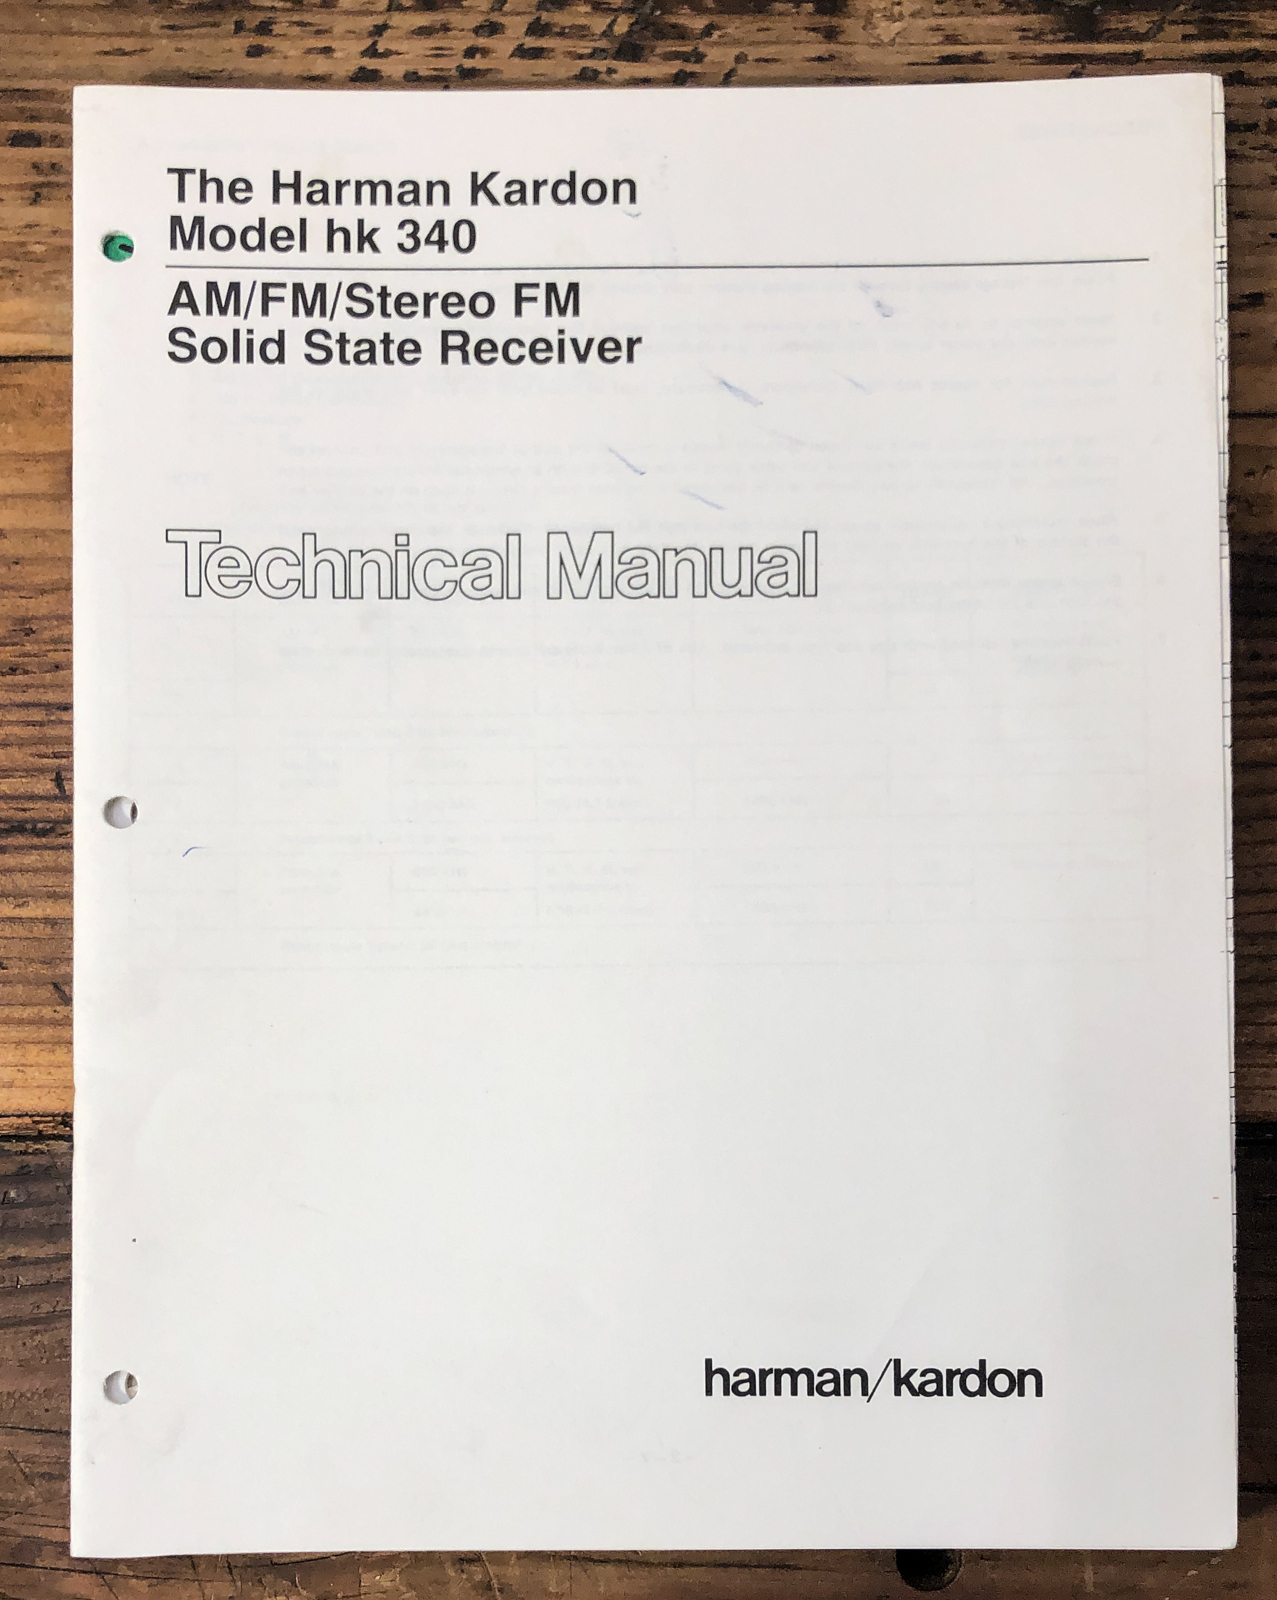 The Harman Kardon
Model hk 340
AM/FM/Stereo FM
Solid State Receiver
Technical Manual
harman/kardon